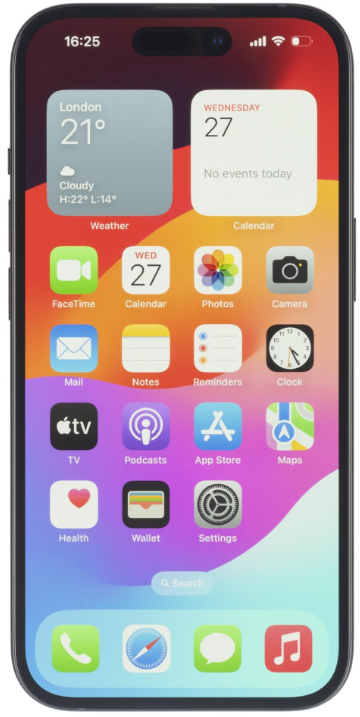 16:25
London
21°
Cloudy
H:22° L:14°
Weather
WEDNESDAY
27
No events today
Calendar
FaceTime
WED
27
Calendar
Photos
Camera
Mail
Notes
Reminders
Clock
tv
TV
Podcasts
App Store
Maps
Health
Wallet
Settings
Search